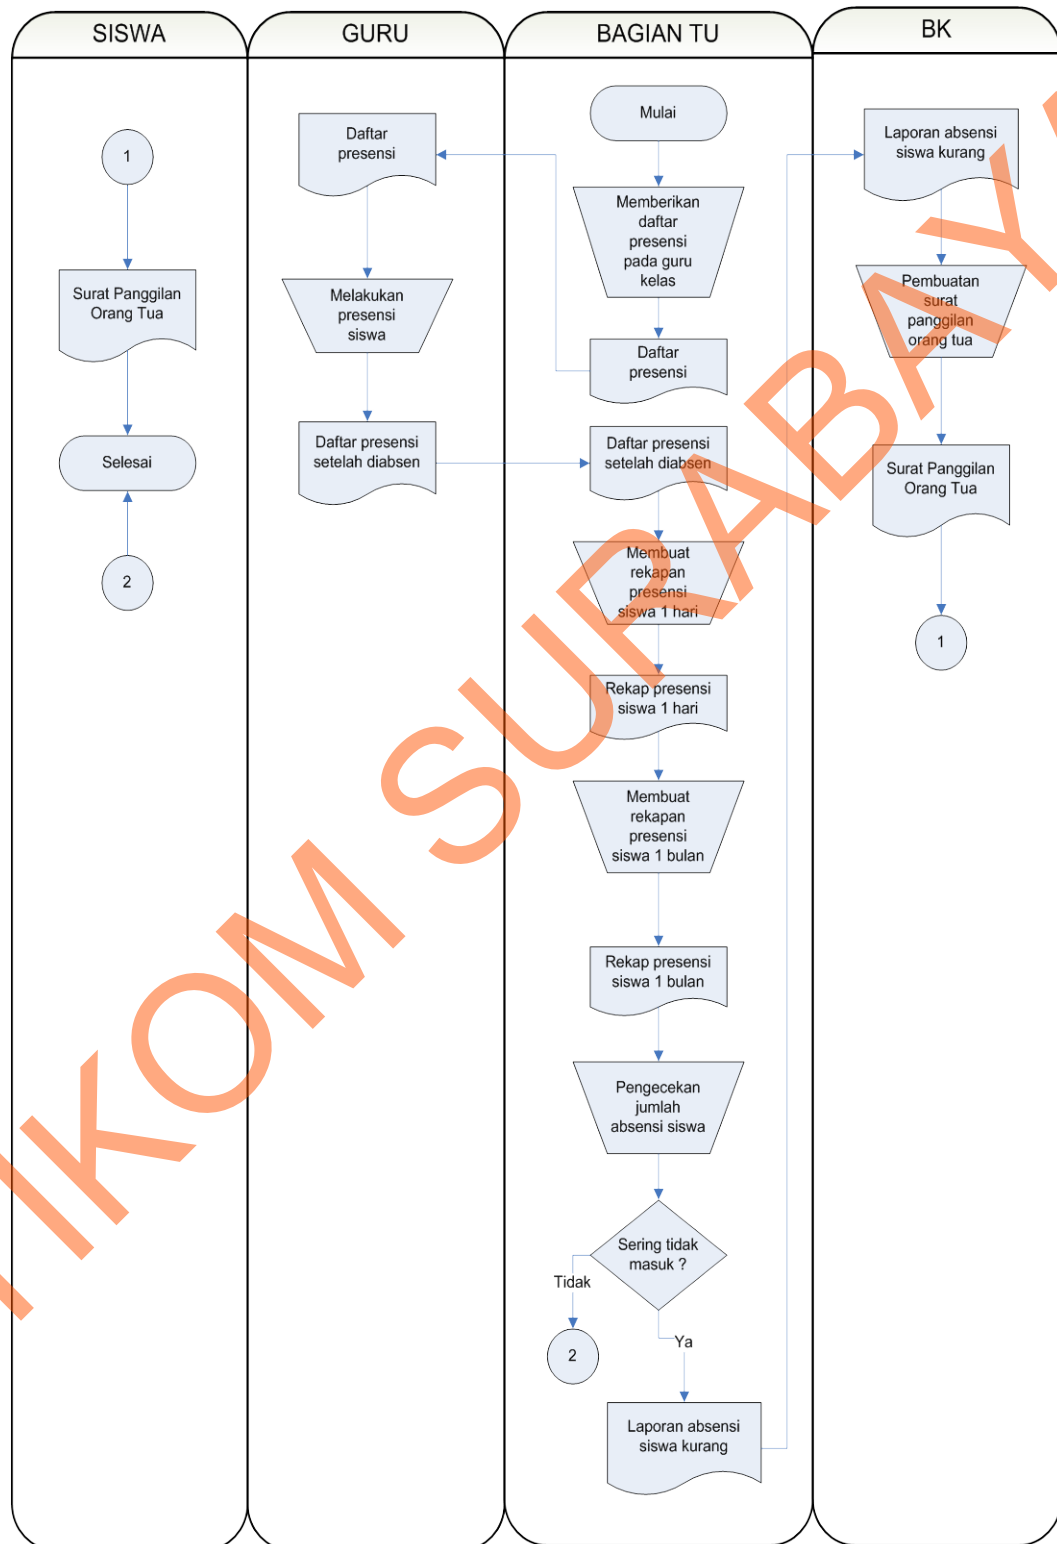 SISWA
GURU
BAGIAN TU
BK
1
Surat Panggilan
Orang Tua
Selesai
2
Daftar
presensi
Melakukan
presensi
siswa
Daftar presensi
setelah diabsen
Mulai
Memberikan
daftar
presensi
pada guru
kelas
Daftar
presensi
Daftar presensi
setelah diabsen
Membuat
rekapan
presensi
siswa 1 hari
Rekap presensi
siswa 1 hari
Membuat
rekapan
presensi
siswa 1 bulan
Rekap presensi
siswa 1 bulan
Pengecekan
jumlah
absensi siswa
Sering tidak
masuk ?
Tidak
2
Ya
Laporan absensi
siswa kurang
Laporan absensi
siswa kurang
Pembuatan
surat
panggilan
orang tua
Surat Panggilan
Orang Tua
1
IKOM SURABAYA